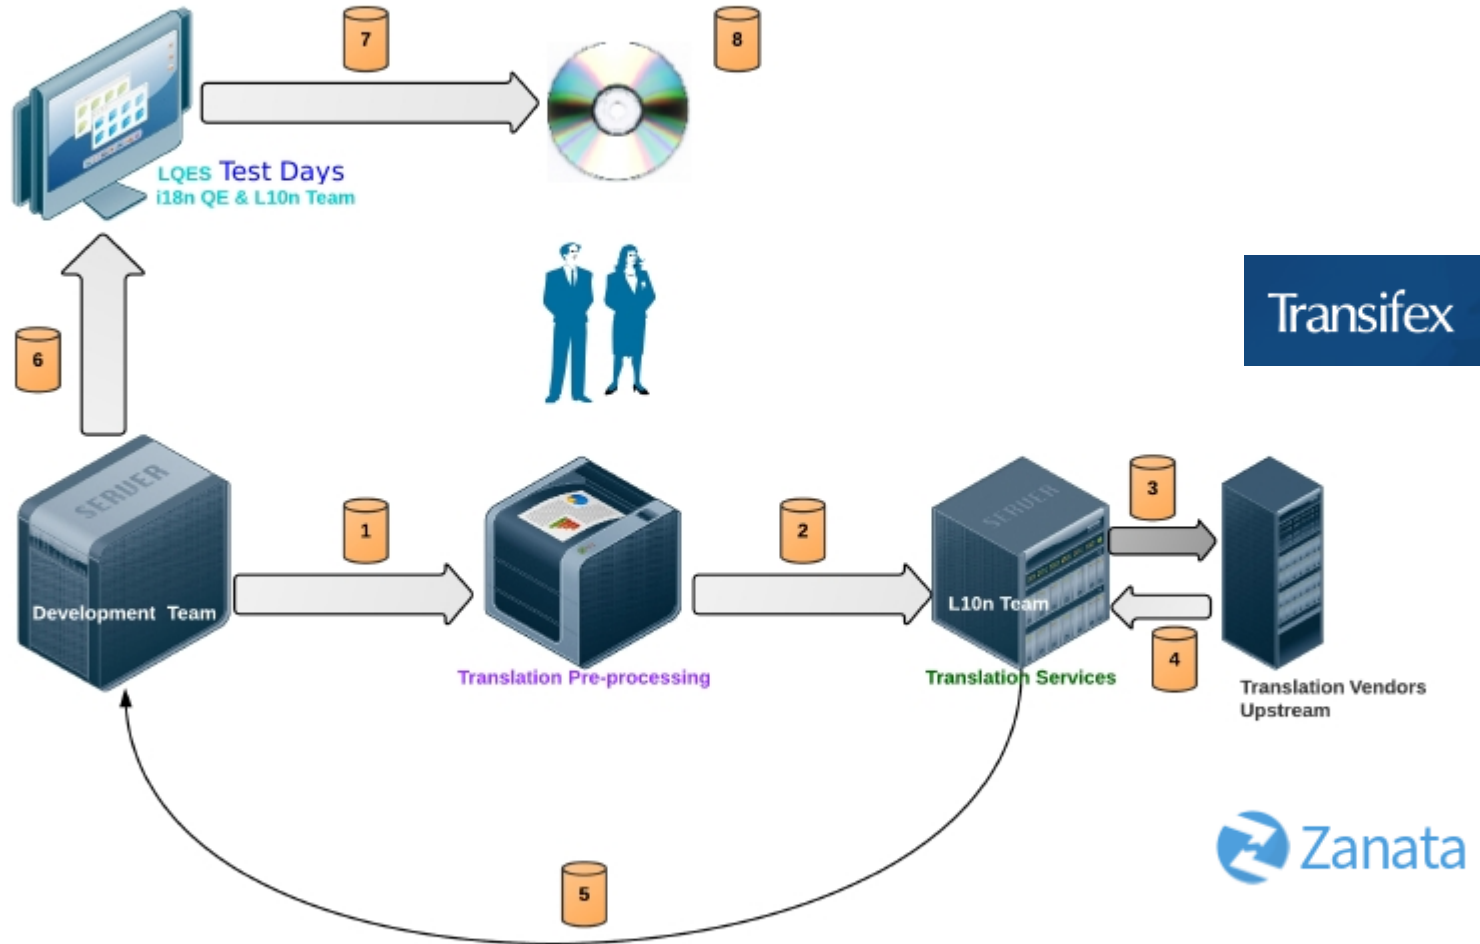 7
8
LQES Test Days
i18n QE & L10n Team
Transifex
6
SERVER
1
2
SERVER
3
Development Team
L10n Team
4
Translation Pre-processing
Translation Services
Translation Vendors
Upstream
Zanata
5